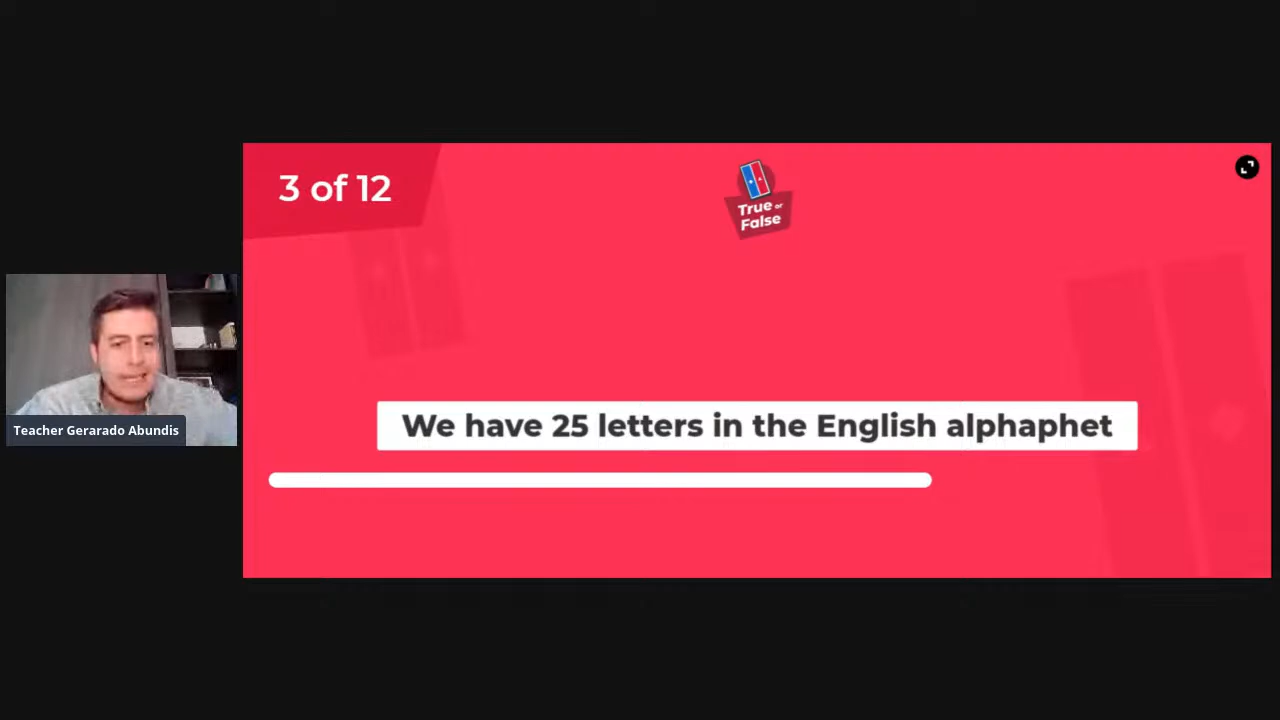 3 of 12
True or
False
We have 25 letters in the English alphaphet
Teacher Gerarado Abundis